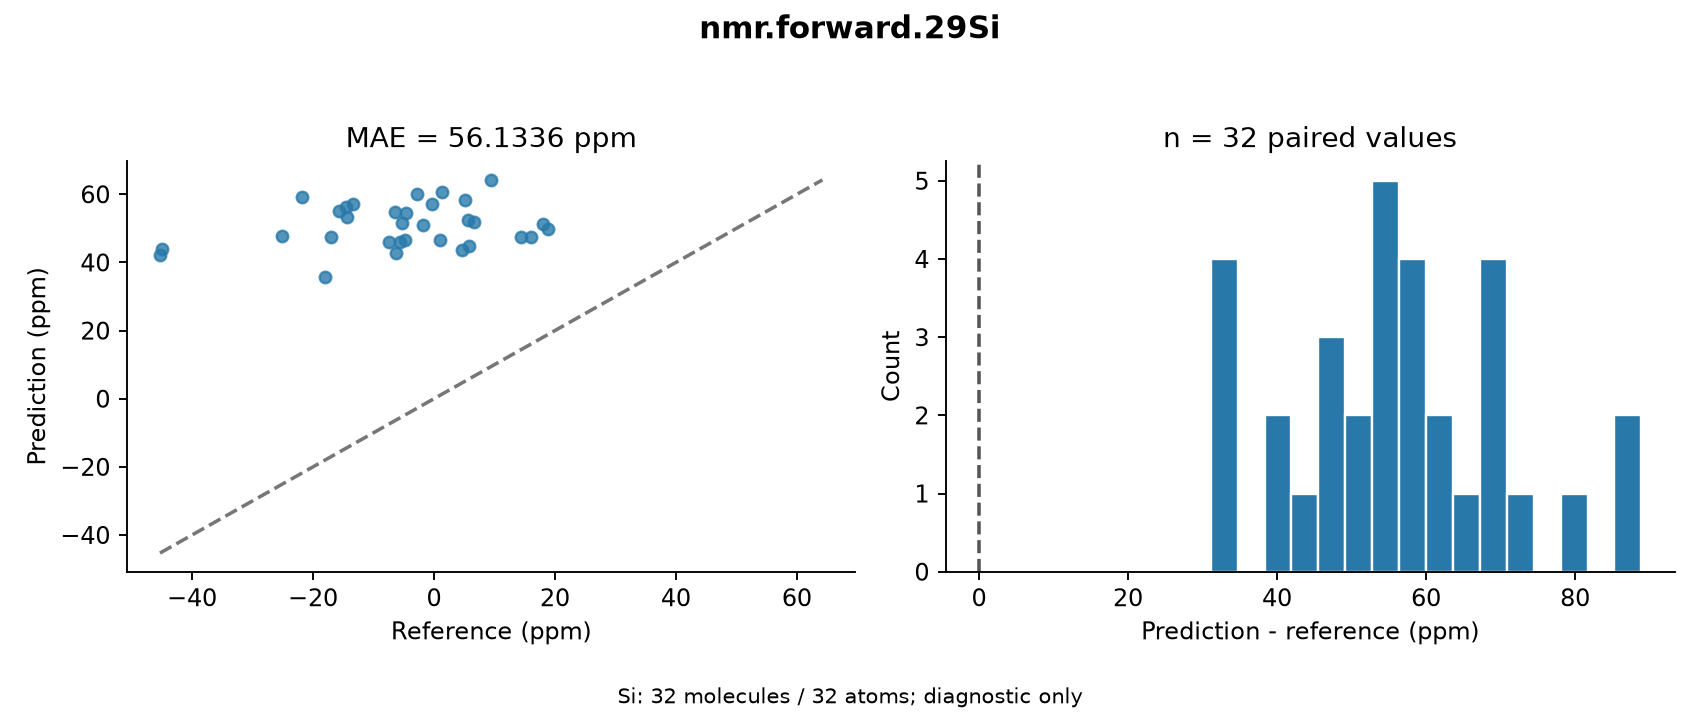 nmr.forward.29Si
MAE = 56.1336 ppm
60
40
20
0
−20
−40
Prediction (ppm)
−40
−20
0
20
40
60
Reference (ppm)
n = 32 paired values
5
4
3
2
1
0
Count
0
20
40
60
80
Prediction - reference (ppm)
Si: 32 molecules / 32 atoms; diagnostic only